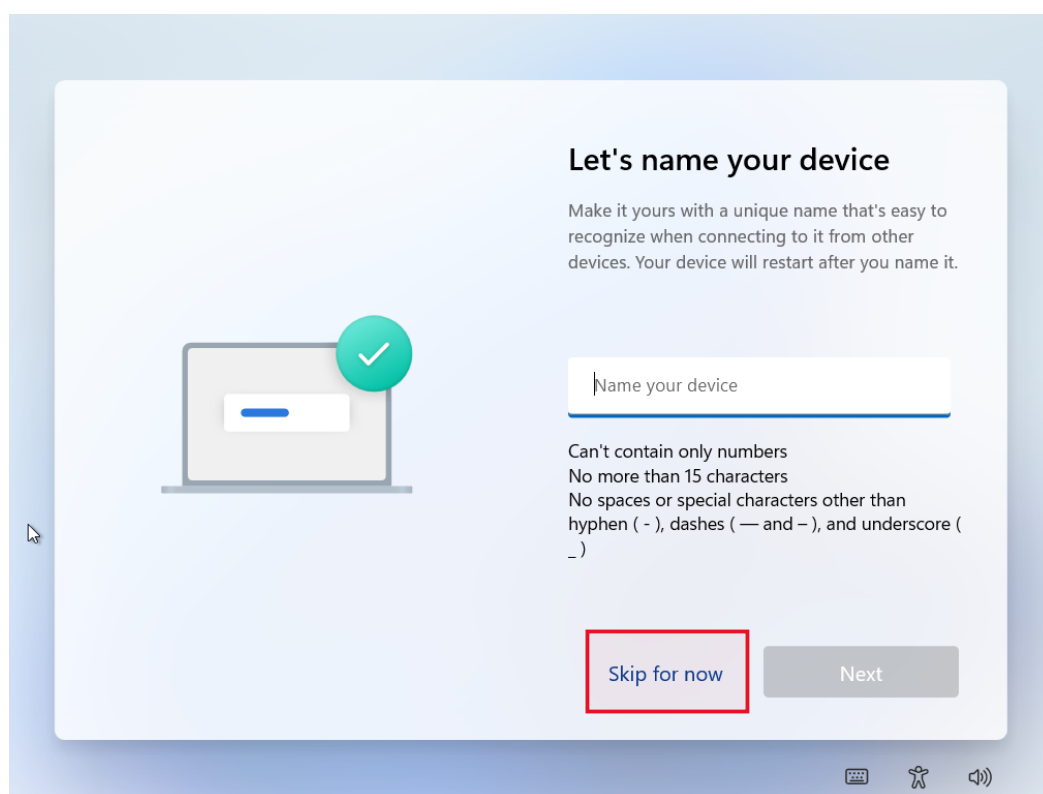 Let's name your device
Make it yours with a unique name that's easy to
recognize when connecting to it from other
devices. Your device will restart after you name it.
Name your device
Can't contain only numbers
No more than 15 characters
No spaces or special characters other than
hyphen ( - ), dashes ( — and – ), and underscore (
_ )
Skip for now
Next